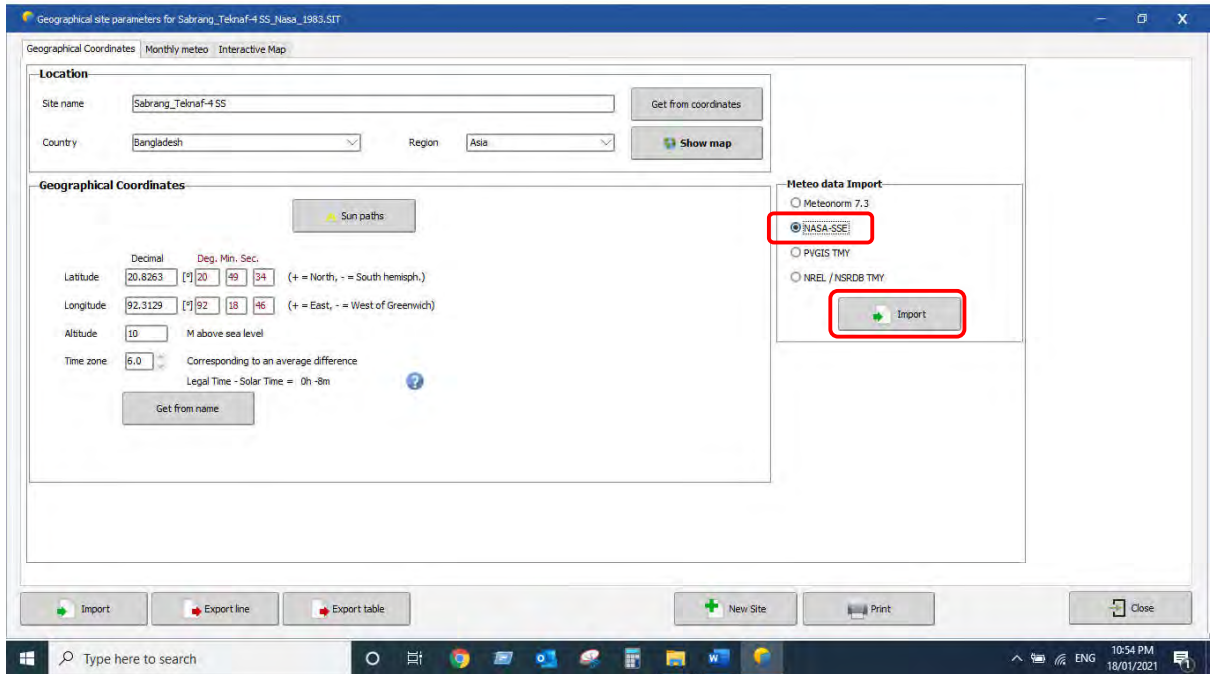 Geographical site parameters for Sabrang_Teknaf-4 SS_Nasa_1983.SIT
Geographical Coordinates Monthly meteo Interactive Map
Location
Site name Sabrang_Teknaf-4 SS Get from coordinates
Country Bangladesh Region Asia Show map
Geographical Coordinates
Sun paths
Decimal Deg. Min. Sec.
Latitude 20.8263 [°] 20 49 34 (+ = North, - = South hemisph.)
Longitude 92.3129 [°] 92 18 46 (+ = East, - = West of Greenwich)
Altitude 10 M above sea level
Time zone 6.0 Corresponding to an average difference
Legal Time - Solar Time = 0h -8m ?
Get from name
Meteo data Import
Meteonorm 7.3
NASA-SSE
PVGIS TMY
NREL / NSRDB TMY
Import
Import Export line Export table New Site Print Close
Type here to search ENG 10:54 PM
18/01/2021